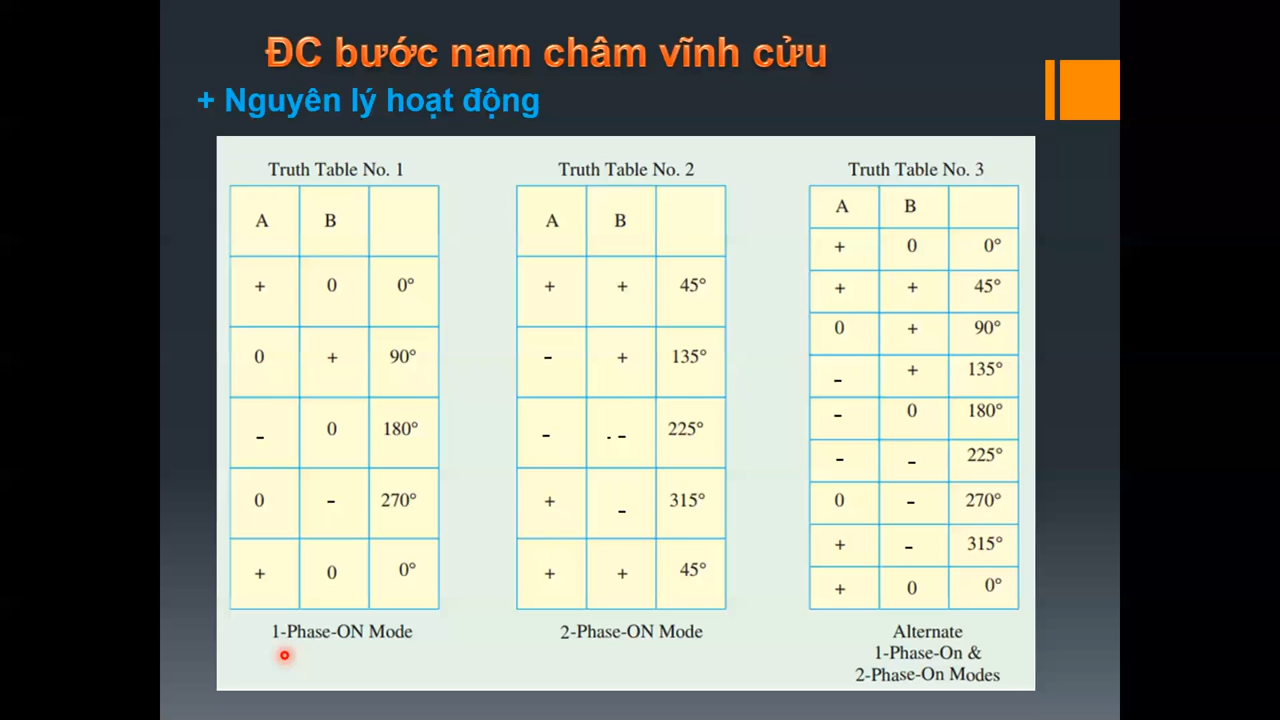 ĐC bước nam châm vĩnh cửu
+ Nguyên lý hoạt động
Truth Table No. 1
A B
+ 0 0°
0 + 90°
- 0 180°
0 - 270°
+ 0 0°
1-Phase-ON Mode
Truth Table No. 2
A B
+ + 45°
- + 135°
- .- 225°
+ - 315°
+ + 45°
2-Phase-ON Mode
Truth Table No. 3
A B
+ 0 0°
+ + 45°
0 + 90°
- + 135°
- 0 180°
- - 225°
0 - 270°
+ - 315°
+ 0 0°
Alternate
1-Phase-On &
2-Phase-On Modes